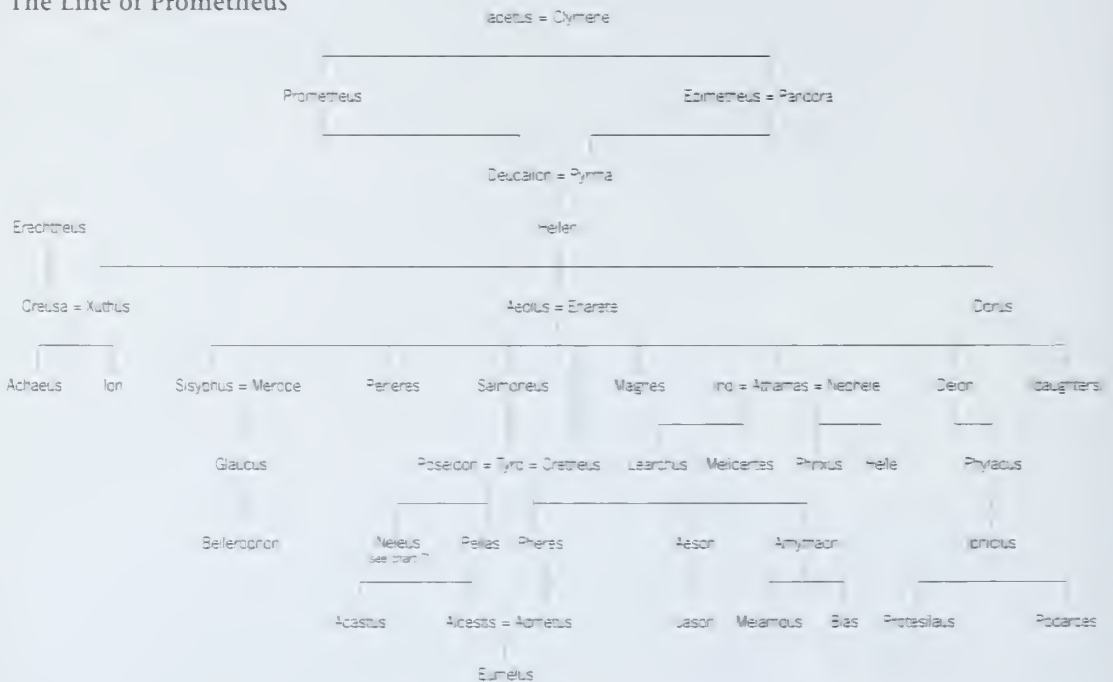 The Line of Prometheus
Iapetus = Clymene
Prometheus Epimetheus = Pandora
Deucalion = Pyrrha
Erechtheus Hellen
Creusa = Xuthus Aeolus = Enarete Dorus
Achaeus Ion Sisyphus = Merope Perieres Salmoneus Magnes Ino = Athamas = Nephele Deion daughters
Glaucus Poseidon = Tyro = Cretheus Learchus Melicertes Phrixus Helle Phylacus
Bellerophon Neleus Pelias Pheres Aeson Amythaon Iphiclus
see chart
Acastus Alcestis = Admetus Jason Melampus Bias Protesilaus Podarces
Eumelus